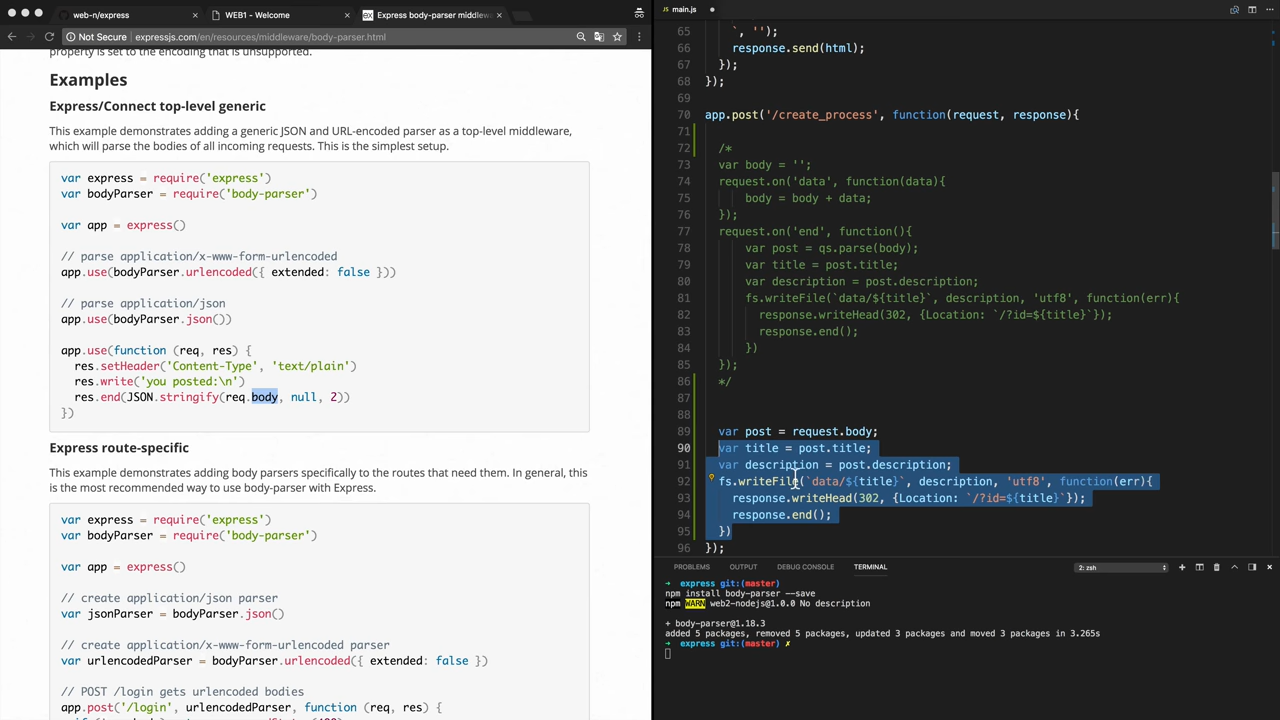 web-n/express
WEB1 - Welcome
Express body-parser middlew
Not Secure
expressjs.com/en/resources/middleware/body-parser.html
property is set to the encoding that is unsupported.
Examples
Express/Connect top-level generic
This example demonstrates adding a generic JSON and URL-encoded parser as a top-level middleware,
which will parse the bodies of all incoming requests. This is the simplest setup.
var express = require('express')
var bodyParser = require('body-parser')
var app = express()
// parse application/x-www-form-urlencoded
app.use(bodyParser.urlencoded({ extended: false }))
// parse application/json
app.use(bodyParser.json())
app.use(function (req, res) {
res.setHeader('Content-Type', 'text/plain')
res.write('you posted:\n')
res.end(JSON.stringify(req.body, null, 2))
})
Express route-specific
This example demonstrates adding body parsers specifically to the routes that need them. In general, this
is the most recommended way to use body-parser with Express.
var express = require('express')
var bodyParser = require('body-parser')
var app = express()
// create application/json parser
var jsonParser = bodyParser.json()
// create application/x-www-form-urlencoded parser
var urlencodedParser = bodyParser.urlencoded({ extended: false })
// POST /login gets urlencoded bodies
app.post('/login', urlencodedParser, function (req, res) {
main.js
65 `, '');
66 response.send(html);
67 });
68 });
69
70 app.post('/create_process', function(request, response){
71
72 /*
73 var body = '';
74 request.on('data', function(data){
75 body = body + data;
76 });
77 request.on('end', function(){
78 var post = qs.parse(body);
79 var title = post.title;
80 var description = post.description;
81 fs.writeFile(`data/${title}`, description, 'utf8', function(err){
82 response.writeHead(302, {Location: `/?id=${title}`});
83 response.end();
84 })
85 });
86 */
87
88
89 var post = request.body;
90 var title = post.title;
91 var description = post.description;
92 fs.writeFile(`data/${title}`, description, 'utf8', function(err){
93 response.writeHead(302, {Location: `/?id=${title}`});
94 response.end();
95 })
96 });
PROBLEMS OUTPUT DEBUG CONSOLE TERMINAL 2: zsh
➜ express git:(master)
npm install body-parser --save
npm WARN web2-nodejs@1.0.0 No description
+ body-parser@1.18.3
added 5 packages, removed 5 packages, updated 3 packages and moved 3 packages in 3.265s
➜ express git:(master) ✗